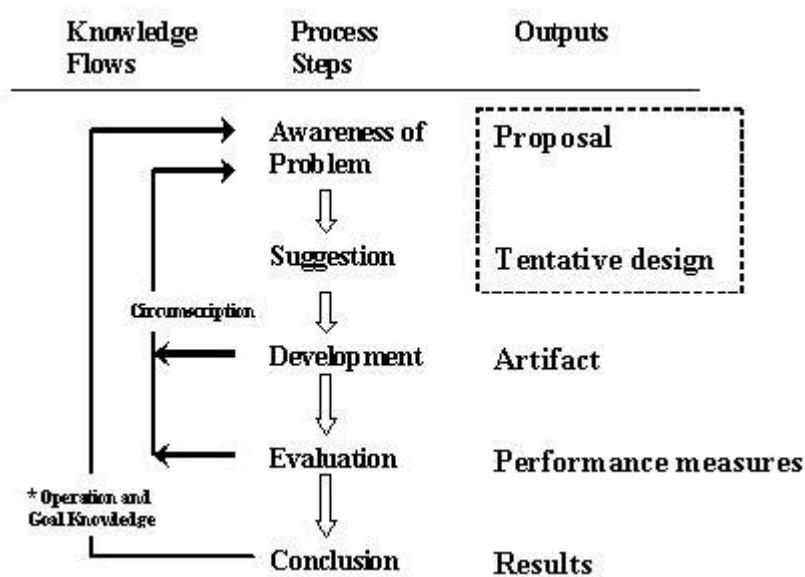 Knowledge Flows
Process Steps
Outputs
Awareness of Problem
Proposal
Suggestion
Tentative design
Circumscription
Development
Artifact
Evaluation
Performance measures
* Operation and
Goal Knowledge
Conclusion
Results